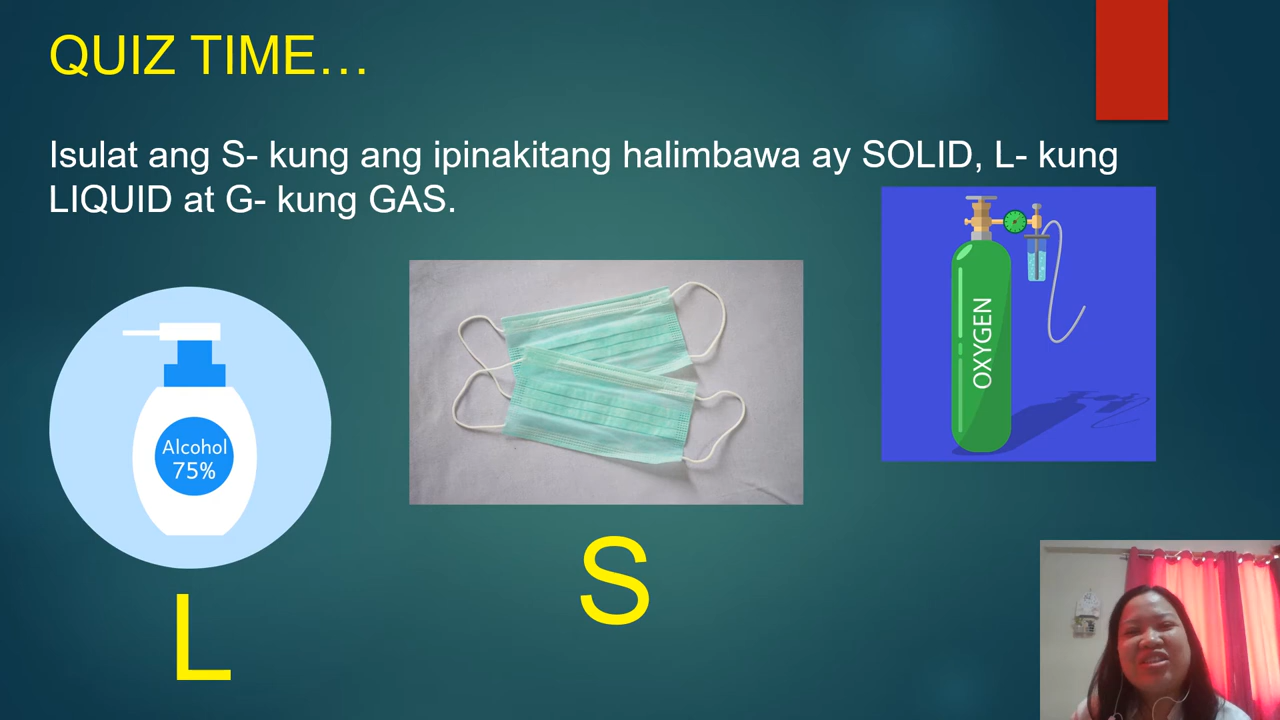 QUIZ TIME…
Isulat ang S- kung ang ipinakitang halimbawa ay SOLID, L- kung
LIQUID at G- kung GAS.
Alcohol
75%
OXYGEN
L
S